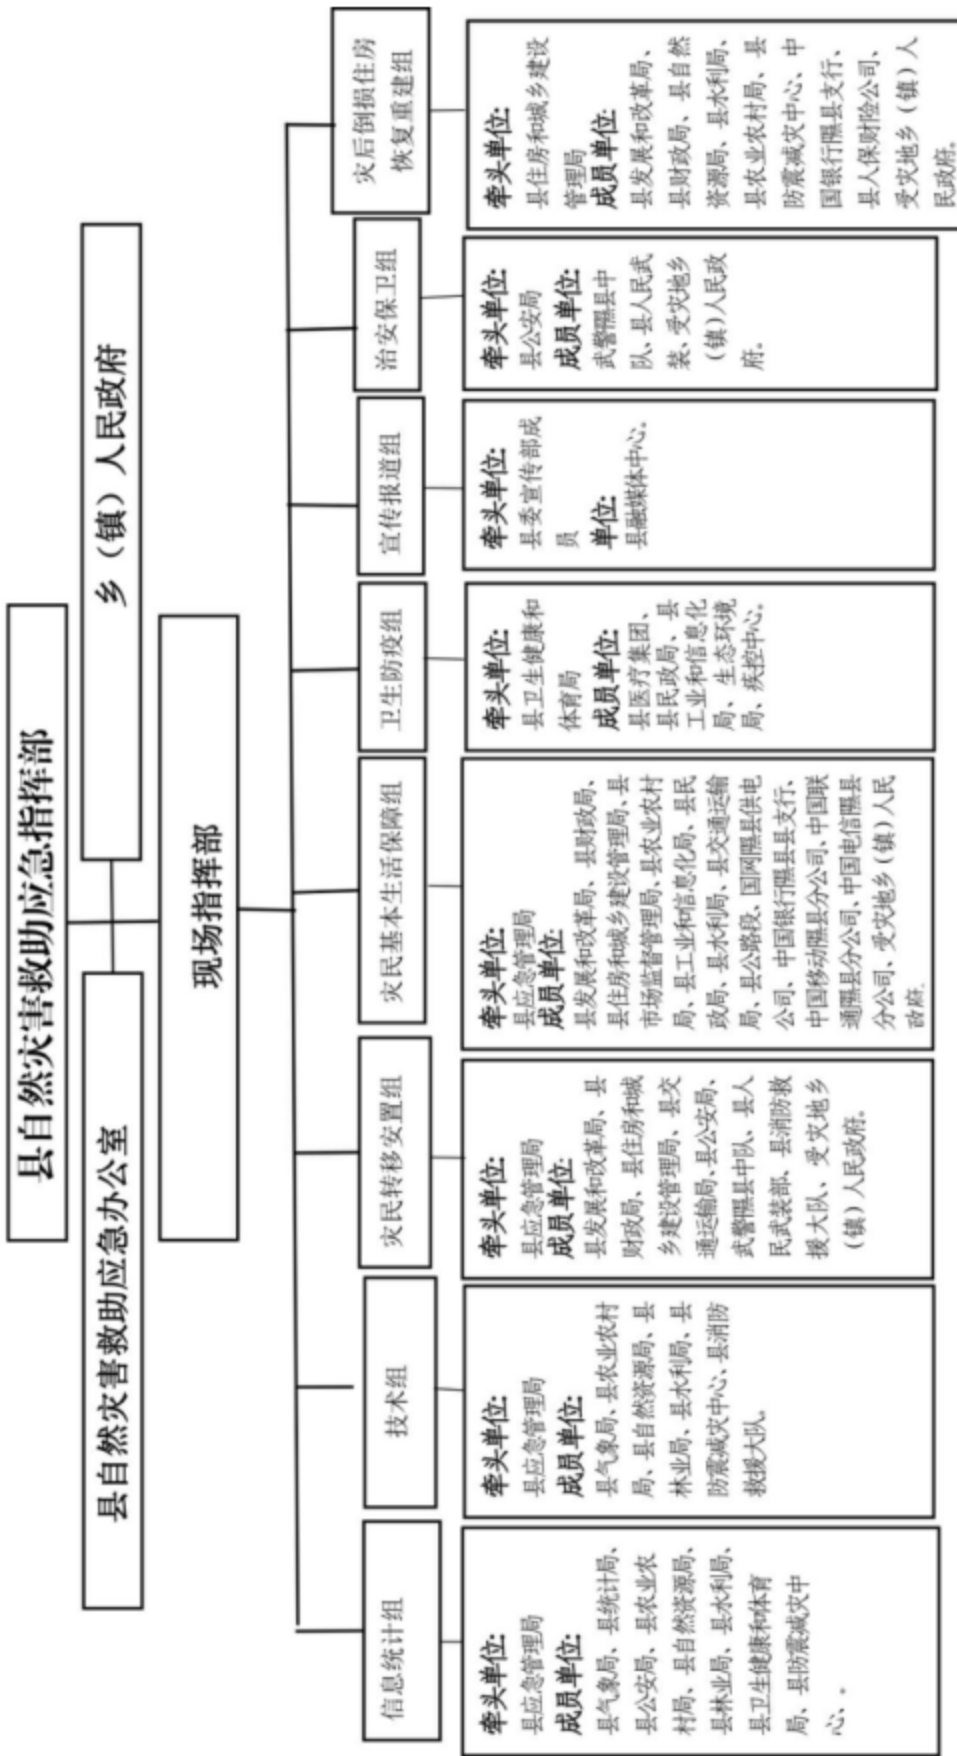 县自然灾害救助应急指挥部
县自然灾害救助应急办公室
乡（镇）人民政府
现场指挥部
信息统计组
牵头单位:
县应急管理局
成员单位:
县气象局、县统计局、
县公安局、县农业农
村局、县自然资源局、
县林业局、县水利局、
县卫生健康和体育
局、县防震减灾中
心、。
技术组
牵头单位:
县应急管理局
成员单位:
县气象局、县农业农村
局、县自然资源局、县
林业局、县水利局、县
防震减灾中心、县消防
救援大队。
灾民转移安置组
牵头单位:
县应急管理局
成员单位:
县发展和改革局、县
财政局、县住房和城
乡建设管理局、县交
通运输局、县公安局、
武警隰县中队、县人
民武装部、县消防救
援大队、受灾地乡
（镇）人民政府。
灾民基本生活保障组
牵头单位:
县应急管理局
成员单位:
县发展和改革局、县财政局、
县住房和城乡建设管理局、县
市场监督管理局、县农业农村
局、县工业和信息化局、县民
政局、县水利局、县交通运输
局、县公路段、国网隰县供电
公司、中国银行隰县县支行、
中国移动隰县分公司、中国联
通隰县分公司、中国电信隰县
分公司、受灾地乡（镇）人民
政府.
卫生防疫组
牵头单位:
县卫生健康和
体育局
成员单位:
县医疗集团、
县民政局、县
工业和信息化
局、生态环境
局、疾控中心。
宣传报道组
牵头单位:
县委宣传部成
员
单位:
县融媒体中心。
治安保卫组
牵头单位:
县公安局
成员单位:
武警隰县中
队、县人民武
装、受灾地乡
（镇）人民政
府。
灾后倒损住房
恢复重建组
牵头单位:
县住房和城乡建设
管理局
成员单位:
县发展和改革局、
县财政局、县自然
资源局、县水利局、
县农业农村局、县
防震减灾中心、中
国银行隰县支行、
县人保财险公司、
受灾地乡（镇）人
民政府。